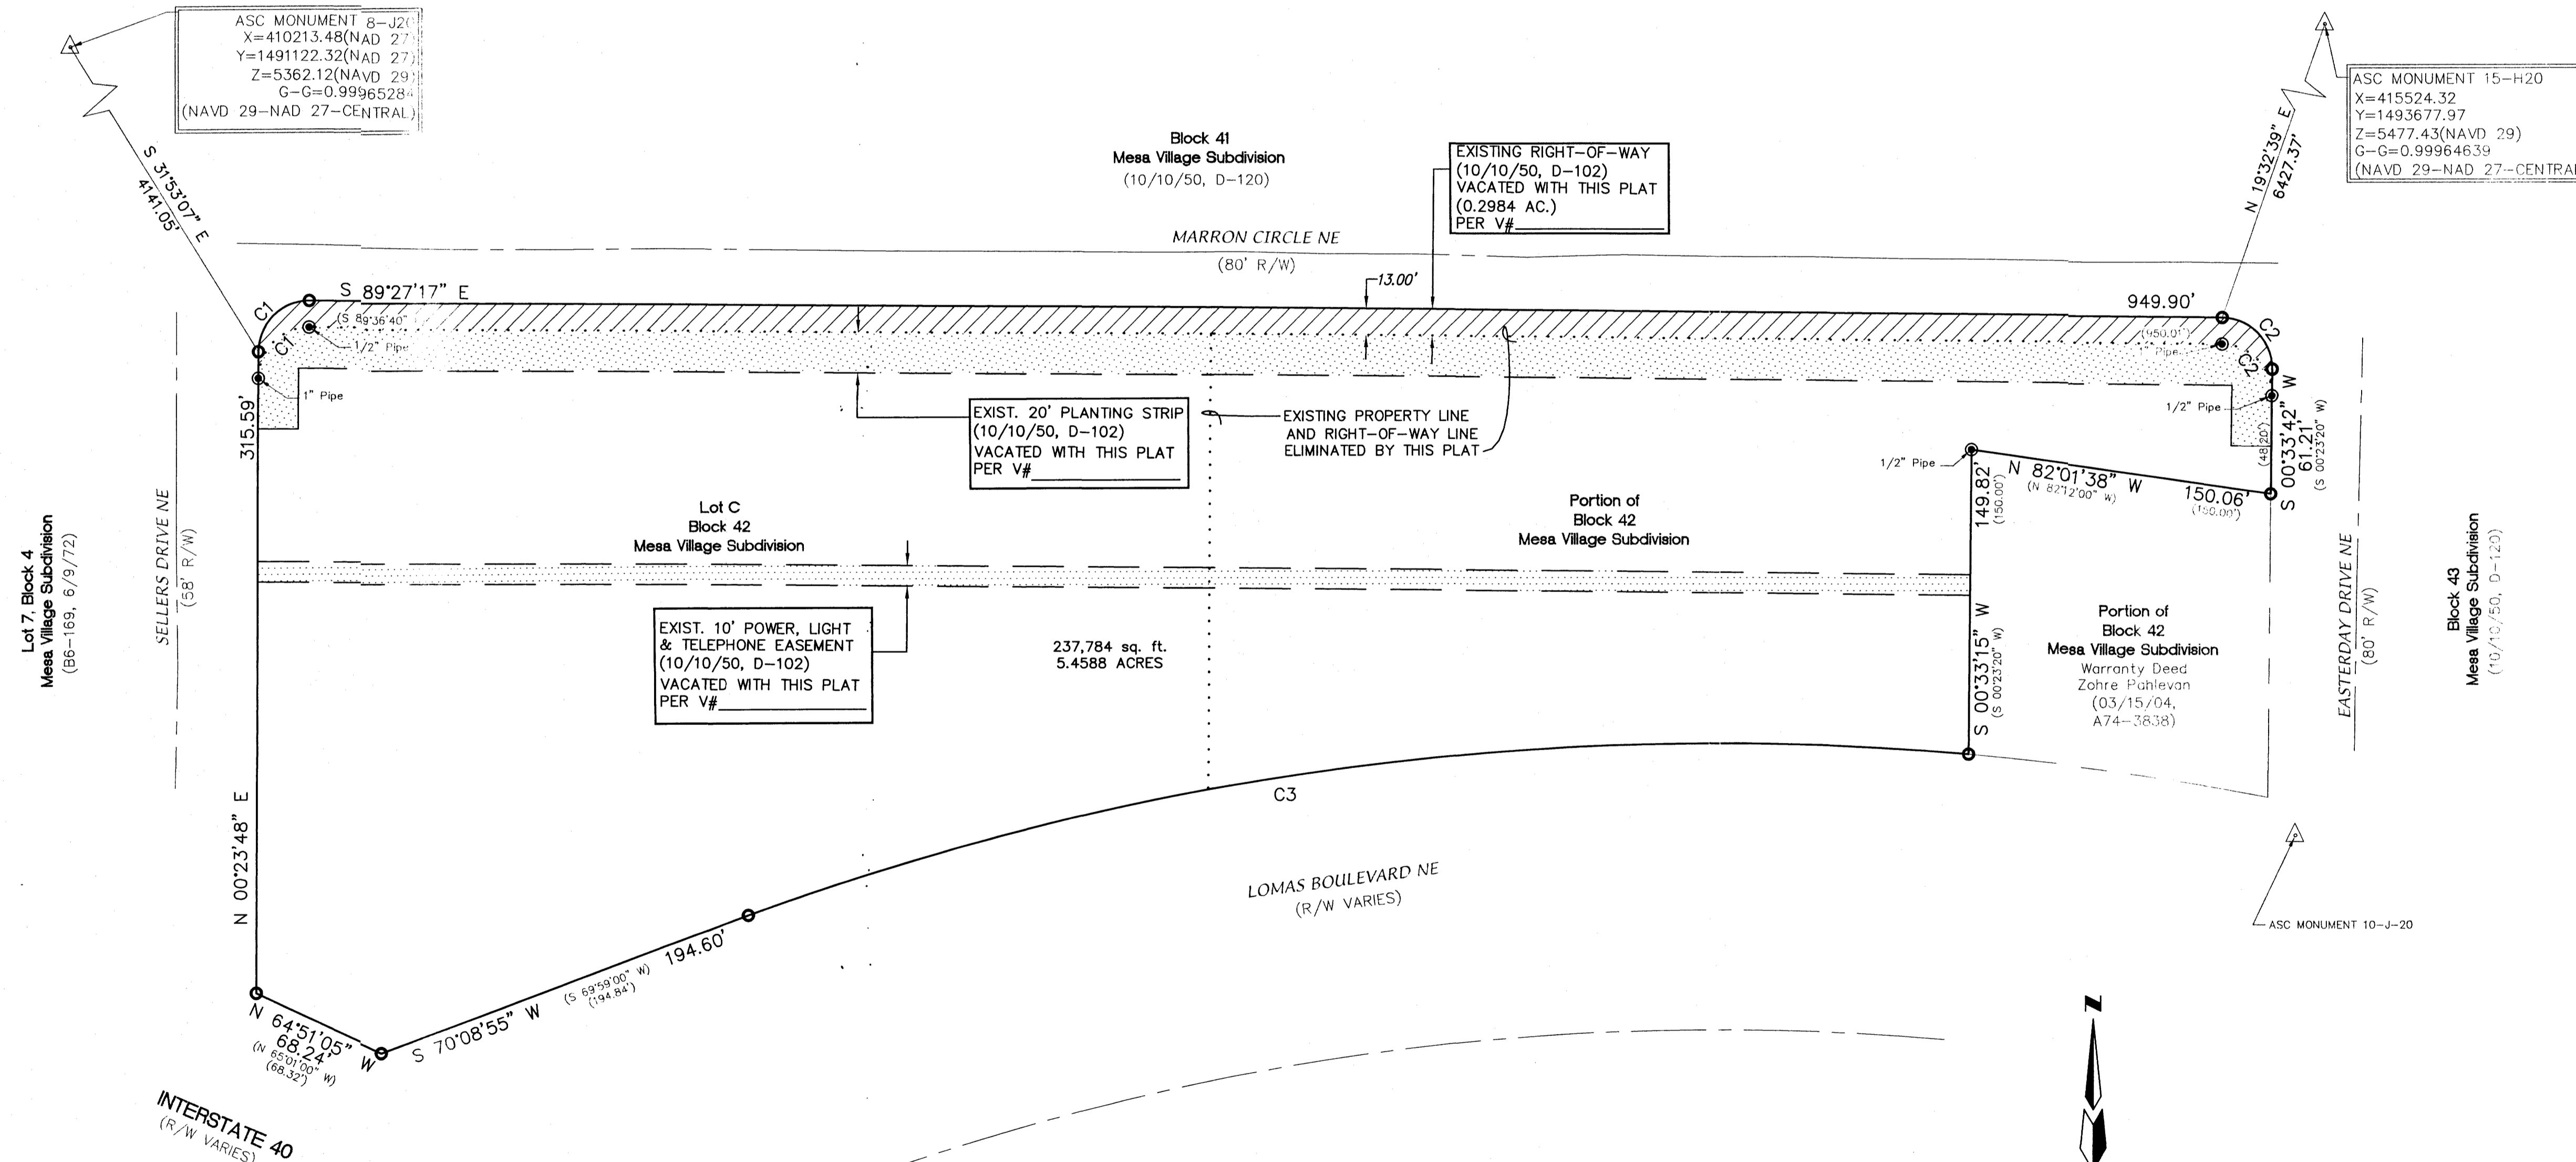 ASC MONUMENT 8-J20
X=410213.48(NAD 27)
Y=1491122.32(NAD 27)
Z=5362.12(NAVD 29)
G-G=0.99965284
(NAVD 29-NAD 27-CENTRAL)
ASC MONUMENT 15-H20
X=415524.32
Y=1493677.97
Z=5477.43(NAVD 29)
G-G=0.99964639
(NAVD 29-NAD 27-CENTRAL
S 31°53'07" E
4141.05'
N 19°32'39" E
6427.37'
Block 41
Mesa Village Subdivision
(10/10/50, D-120)
EXISTING RIGHT-OF-WAY
(10/10/50, D-102)
VACATED WITH THIS PLAT
(0.2984 AC.)
PER V#
MARRON CIRCLE NE
(80' R/W)
13.00'
C1
S 89°27'17" E
949.90'
C2
(S 89°36'40"
C1
1/2" Pipe
(950.01')
1" Pipe
C2
1" Pipe
1/2" Pipe
315.59'
N 00°23'48" E
EXIST. 20' PLANTING STRIP
(10/10/50, D-102)
VACATED WITH THIS PLAT
PER V#
EXISTING PROPERTY LINE
AND RIGHT-OF-WAY LINE
ELIMINATED BY THIS PLAT
1/2" Pipe
S 00°33'42" W
61.21'
(S 00°23'20" W)
(48.20')
N 82°01'38" W
150.06'
(N 82°12'00" W)
(150.00')
149.82'
(150.00')
S 00°33'15" W
(S 00°23'20" W)
Lot 7, Block 4
Mesa Village Subdivision
(B6-169, 6/9/72)
SELLERS DRIVE NE
(58' R/W)
Lot C
Block 42
Mesa Village Subdivision
Portion of
Block 42
Mesa Village Subdivision
EXIST. 10' POWER, LIGHT
& TELEPHONE EASEMENT
(10/10/50, D-102)
VACATED WITH THIS PLAT
PER V#
237,784 sq. ft.
5.4588 ACRES
Portion of
Block 42
Mesa Village Subdivision
Warranty Deed
Zohre Pahlevan
(03/15/04,
A74-3838)
EASTERDAY DRIVE NE
(80' R/W)
Block 43
Mesa Village Subdivision
(10/10/50, D-120)
C3
LOMAS BOULEVARD NE
(R/W VARIES)
ASC MONUMENT 10-J-20
S 70°08'55" W
194.60'
(S 69°59'00" W)
(194.84')
N 64°51'05" W
68.24'
(N 65°01'00" W)
(68.32')
INTERSTATE 40
(R/W VARIES)
N